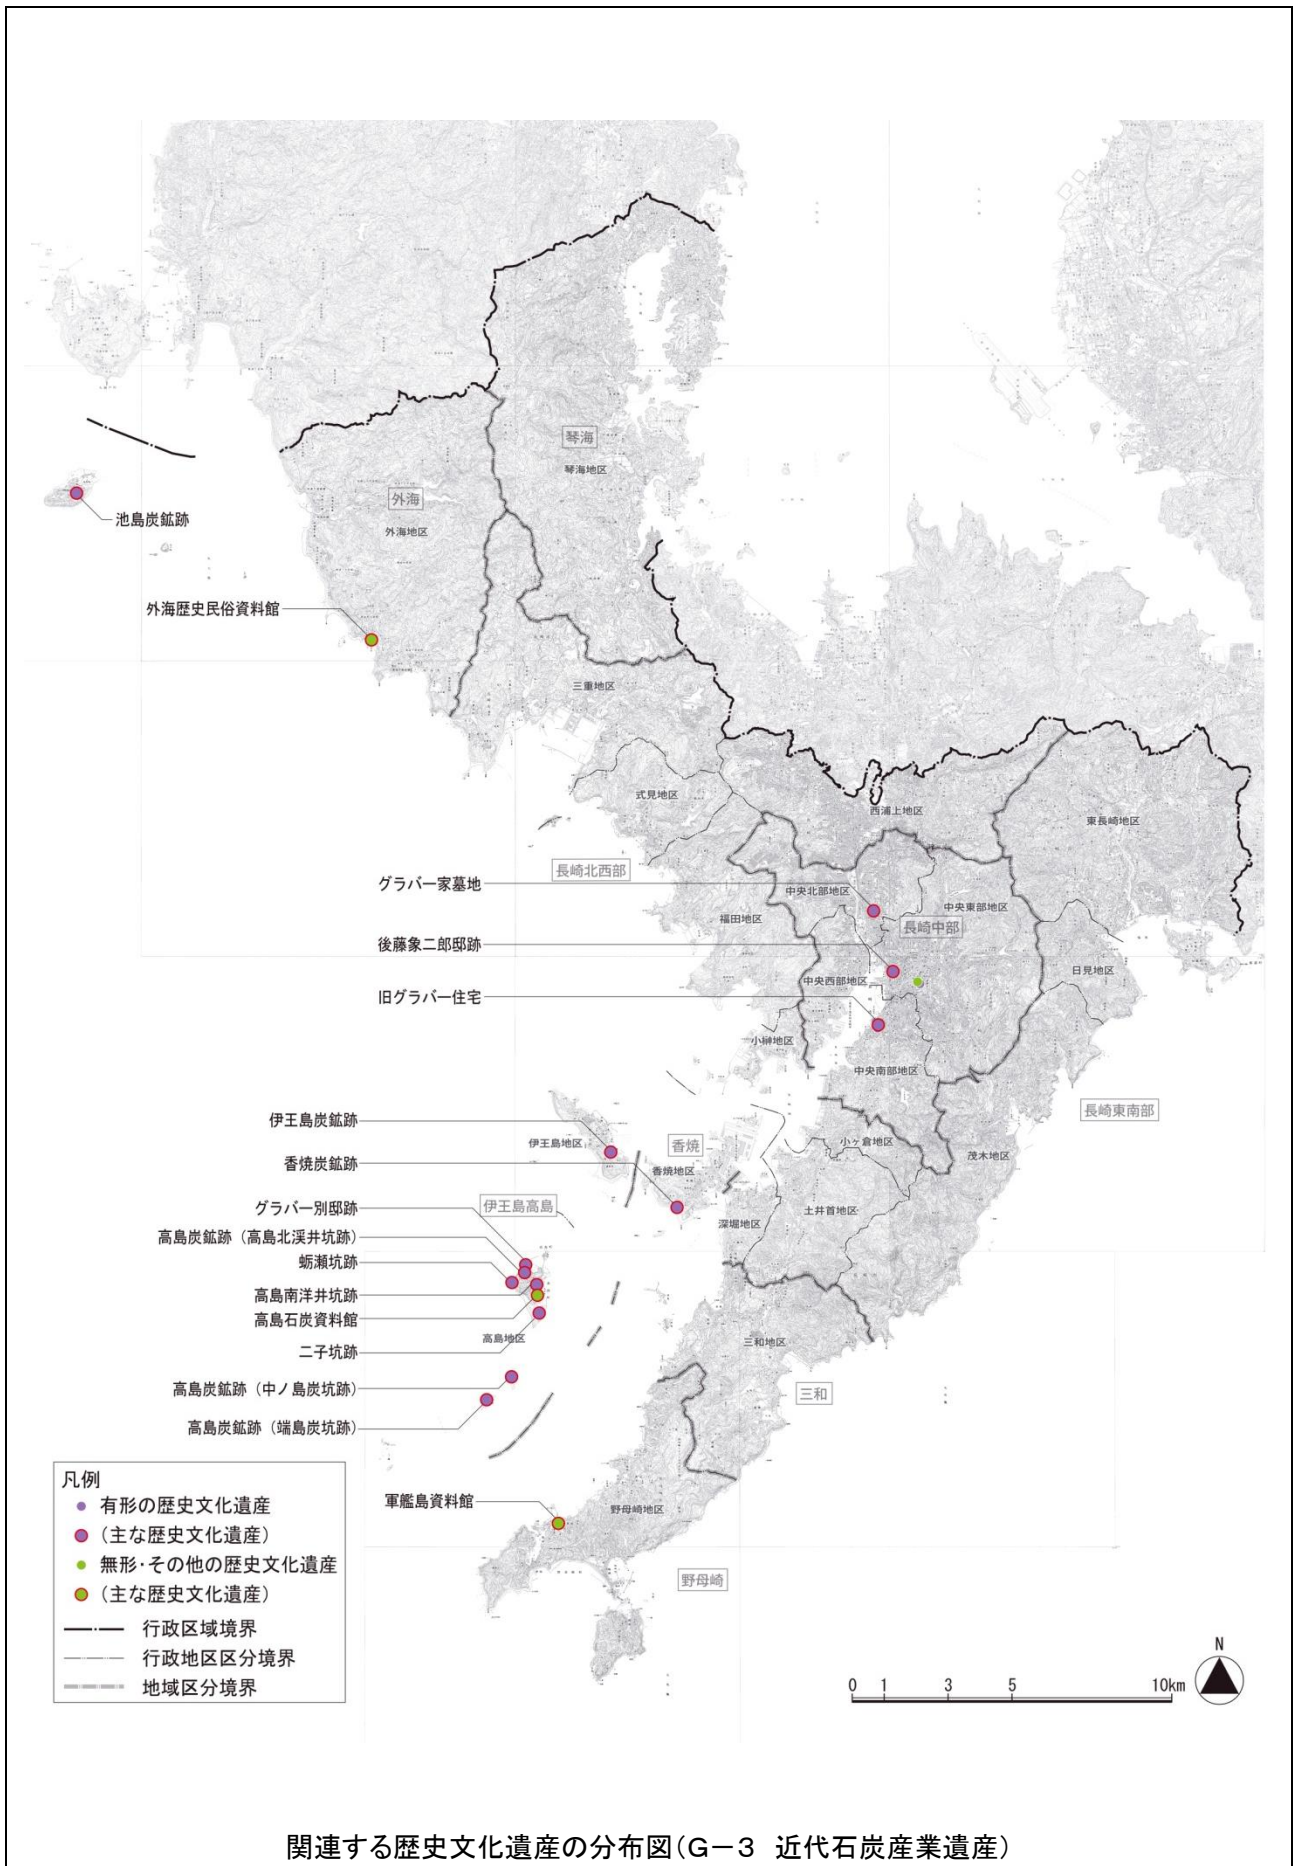 琴海
琴海地区
外海
外海地区
池島炭鉱跡
外海歴史民俗資料館
三重地区
式見地区
西浦上地区
東長崎地区
長崎北西部
グラバー家墓地
中央北部地区
福田地区
中央東部地区
長崎中部
後藤象二郎邸跡
日見地区
中央西部地区
旧グラバー住宅
小榊地区
中央南部地区
長崎東南部
伊王島炭鉱跡
伊王島地区
香焼
小ヶ倉地区
茂木地区
香焼炭鉱跡
香焼地区
グラバー別邸跡
伊王島高島
深堀地区
土井首地区
高島炭鉱跡（高島北渓井坑跡）
蛎瀬坑跡
高島南洋井坑跡
高島石炭資料館
高島地区
二子坑跡
三和地区
高島炭鉱跡（中ノ島炭坑跡）
三和
高島炭鉱跡（端島炭坑跡）
軍艦島資料館
野母崎地区
野母崎
凡例
有形の歴史文化遺産
（主な歴史文化遺産）
無形・その他の歴史文化遺産
（主な歴史文化遺産）
行政区域境界
行政地区区分境界
地域区分境界
N
0 1 3 5 10km
関連する歴史文化遺産の分布図（G－3 近代石炭産業遺産）